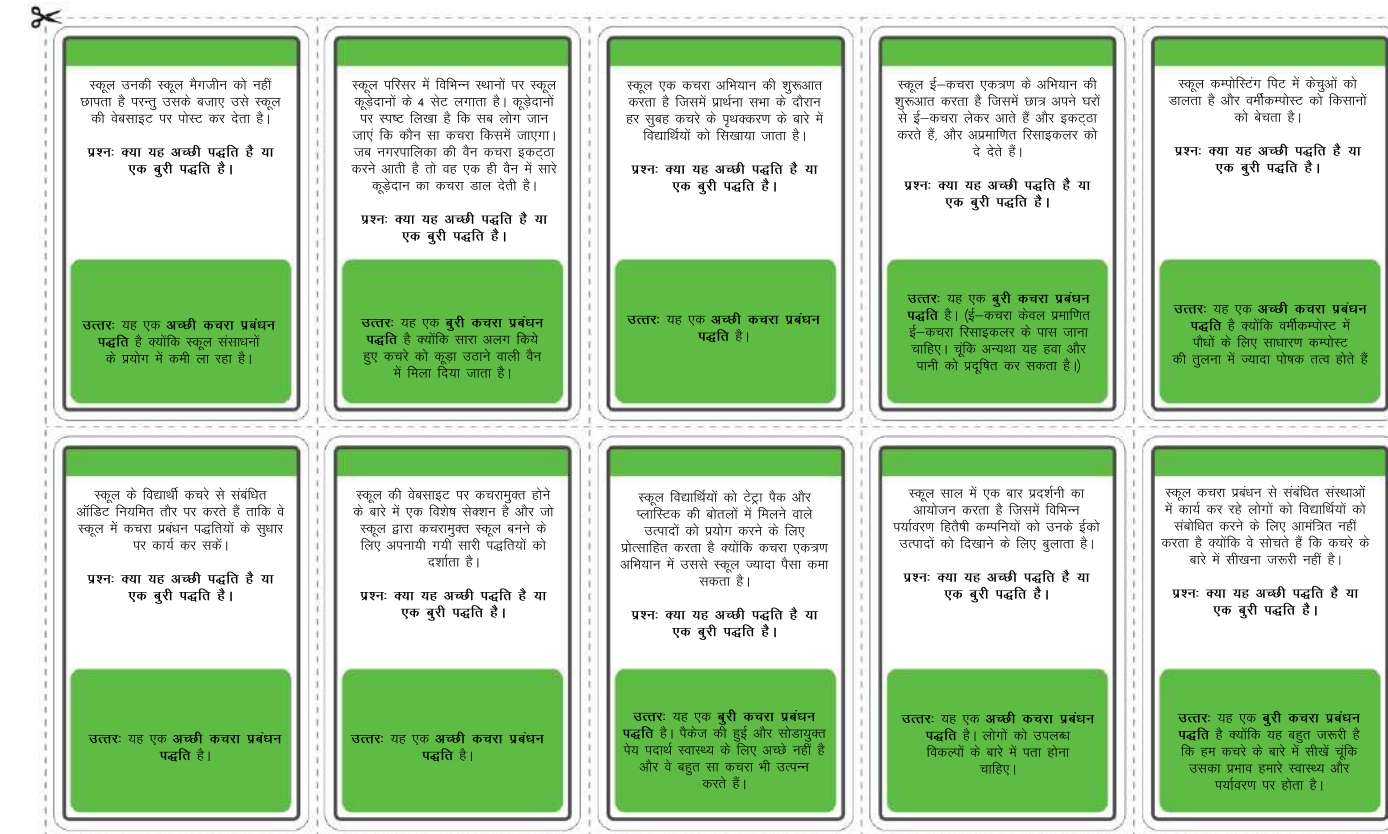 स्कूल उनकी स्कूल मैगजीन को नहीं
छापता है परन्तु उसके बजाए उसे स्कूल
की वेबसाइट पर पोस्ट कर देता है।
प्रश्नः क्या यह अच्छी पद्धति है या
एक बुरी पद्धति है।
उत्तरः यह एक अच्छी कचरा प्रबंधन
पद्धति है क्योंकि स्कूल संसाधनों
के प्रयोग में कमी ला रहा है।
स्कूल परिसर में विभिन्न स्थानों पर स्कूल
कूड़ेदानों के 4 सेट लगाता है। कूड़ेदानों
पर स्पष्ट लिखा है कि सब लोग जान
जाएं कि कौन सा कचरा किसमें जाएगा।
जब नगरपालिका की वैन कचरा इकट्ठा
करने आती है तो वह एक ही वैन में सारे
कूड़ेदान का कचरा डाल देती है।
प्रश्नः क्या यह अच्छी पद्धति है या
एक बुरी पद्धति है।
उत्तरः यह एक बुरी कचरा प्रबंधन
पद्धति है क्योंकि सारा अलग किये
हुए कचरे को कूड़ा उठाने वाली वैन
में मिला दिया जाता है।
स्कूल एक कचरा अभियान की शुरूआत
करता है जिसमें प्रार्थना सभा के दौरान
हर सुबह कचरे के पृथक्करण के बारे में
विद्यार्थियों को सिखाया जाता है।
प्रश्नः क्या यह अच्छी पद्धति है या
एक बुरी पद्धति है।
उत्तरः यह एक अच्छी कचरा प्रबंधन
पद्धति है।
स्कूल ई–कचरा एकत्रण के अभियान की
शुरूआत करता है जिसमें छात्र अपने घरों
से ई–कचरा लेकर आते हैं और इकट्ठा
करते हैं, और अप्रमाणित रिसाइकलर को
दे देते हैं।
प्रश्नः क्या यह अच्छी पद्धति है या
एक बुरी पद्धति है।
उत्तरः यह एक बुरी कचरा प्रबंधन
पद्धति है। (ई–कचरा केवल प्रमाणित
ई–कचरा रिसाइकलर के पास जाना
चाहिए। चूंकि अन्यथा यह हवा और
पानी को प्रदूषित कर सकता है।)
स्कूल कम्पोस्टिंग पिट में केचुओं को
डालता है और वर्मीकम्पोस्ट को किसानों
को बेचता है।
प्रश्नः क्या यह अच्छी पद्धति है या
एक बुरी पद्धति है।
उत्तरः यह एक अच्छी कचरा प्रबंधन
पद्धति है क्योंकि वर्मीकम्पोस्ट में
पौधों के लिए साधारण कम्पोस्ट
की तुलना में ज्यादा पोषक तत्व होते हैं
स्कूल के विद्यार्थी कचरे से संबंधित
ऑडिट नियमित तौर पर करते हैं ताकि वे
स्कूल में कचरा प्रबंधन पद्धतियों के सुधार
पर कार्य कर सकें।
प्रश्नः क्या यह अच्छी पद्धति है या
एक बुरी पद्धति है।
उत्तरः यह एक अच्छी कचरा प्रबंधन
पद्धति है।
स्कूल की वेबसाइट पर कचरामुक्त होने
के बारे में एक विशेष सेक्शन है और जो
स्कूल द्वारा कचरामुक्त स्कूल बनने के
लिए अपनायी गयी सारी पद्धतियों को
दर्शाता है।
प्रश्नः क्या यह अच्छी पद्धति है या
एक बुरी पद्धति है।
उत्तरः यह एक अच्छी कचरा प्रबंधन
पद्धति है।
स्कूल विद्यार्थियों को टेट्रा पैक और
प्लास्टिक की बोतलों में मिलने वाले
उत्पादों को प्रयोग करने के लिए
प्रोत्साहित करता है क्योंकि कचरा एकत्रण
अभियान में उससे स्कूल ज्यादा पैसा कमा
सकता है।
प्रश्नः क्या यह अच्छी पद्धति है या
एक बुरी पद्धति है।
उत्तरः यह एक बुरी कचरा प्रबंधन
पद्धति है। पैकेज की हुई और सोडायुक्त
पेय पदार्थ स्वास्थ्य के लिए अच्छे नहीं है
और वे बहुत सा कचरा भी उत्पन्न
करते हैं।
स्कूल साल में एक बार प्रदर्शनी का
आयोजन करता है जिसमें विभिन्न
पर्यावरण हितैषी कम्पनियों को उनके ईको
उत्पादों को दिखाने के लिए बुलाता है।
प्रश्नः क्या यह अच्छी पद्धति है या
एक बुरी पद्धति है।
उत्तरः यह एक अच्छी कचरा प्रबंधन
पद्धति है। लोगों को उपलब्ध
विकल्पों के बारे में पता होना
चाहिए।
स्कूल कचरा प्रबंधन से संबंधित संस्थाओं
में कार्य कर रहे लोगों को विद्यार्थियों को
संबोधित करने के लिए आमंत्रित नहीं
करता है क्योंकि वे सोचते हैं कि कचरे के
बारे में सीखना जरूरी नहीं है।
प्रश्नः क्या यह अच्छी पद्धति है या
एक बुरी पद्धति है।
उत्तरः यह एक बुरी कचरा प्रबंधन
पद्धति है क्योंकि यह बहुत जरूरी है
कि हम कचरे के बारे में सीखें चूंकि
उसका प्रभाव हमारे स्वास्थ्य और
पर्यावरण पर होता है।